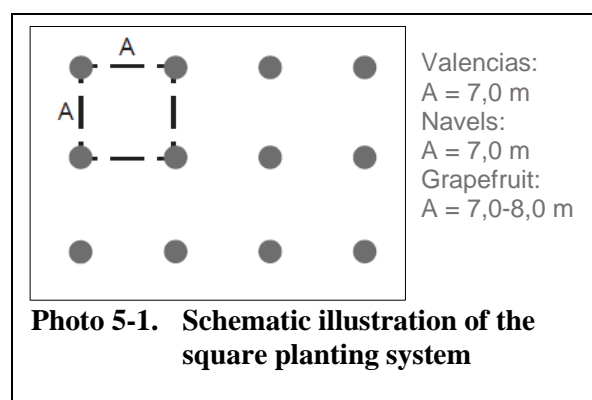 A
A
Valencias:
A = 7,0 m
Navels:
A = 7,0 m
Grapefruit:
A = 7,0-8,0 m
Photo 5-1. Schematic illustration of the
square planting system